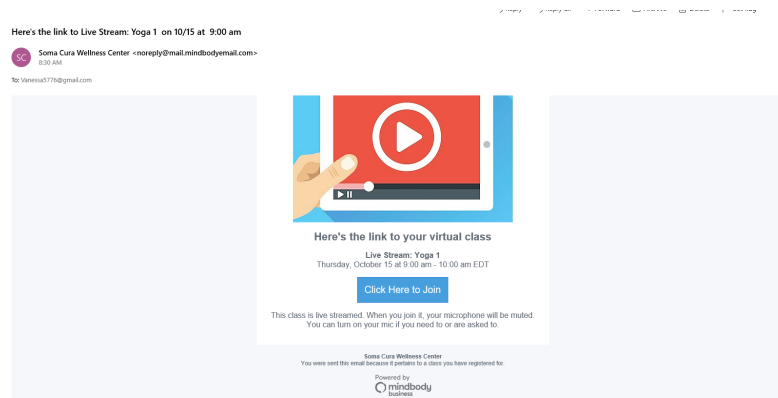 Here's the link to Live Stream: Yoga 1 on 10/15 at 9:00 am
SC
Soma Cura Wellness Center <noreply@mail.mindbodyemail.com>
8:30 AM
To: Vanessa5776@gmail.com
Here's the link to your virtual class
Live Stream: Yoga 1
Thursday, October 15 at 9:00 am - 10:00 am EDT
Click Here to Join
This class is live streamed. When you join it, your microphone will be muted.
You can turn on your mic if you need to or are asked to.
Soma Cura Wellness Center
You were sent this email because it pertains to a class you have registered for.
Powered by
mindbody
business